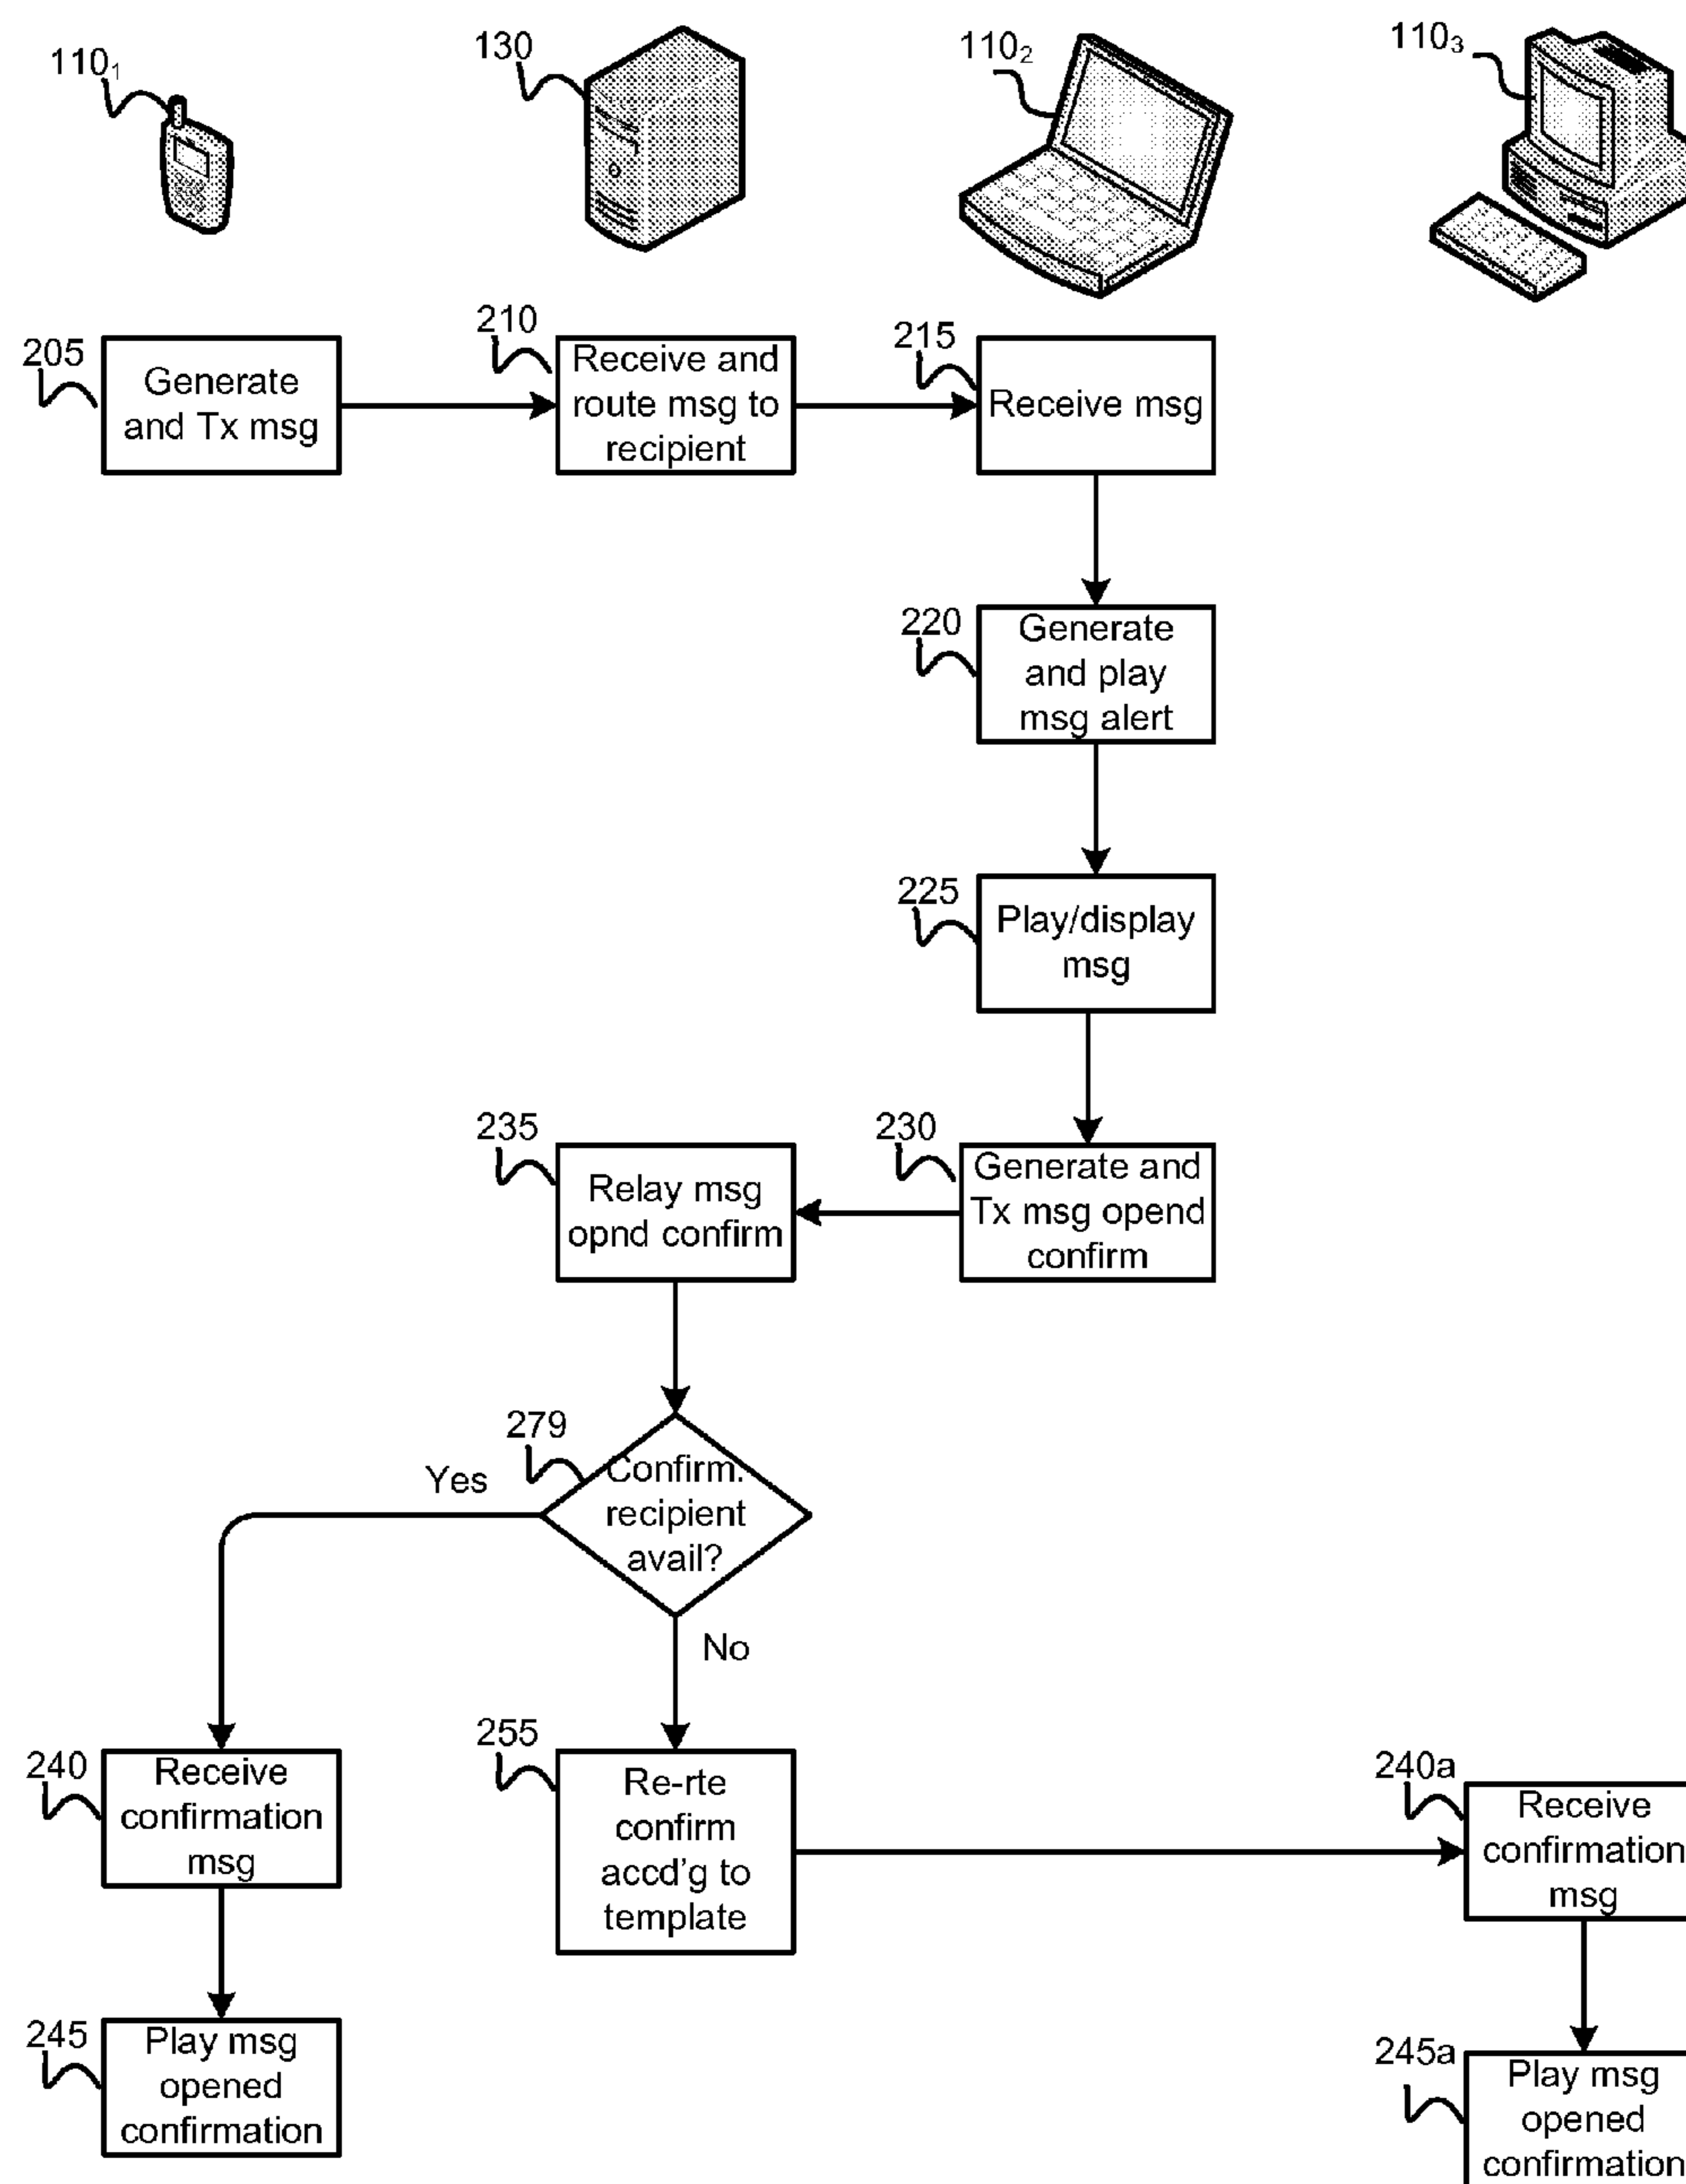 110₁
130
110₂
110₃
205
Generate
and Tx msg
210
Receive and
route msg to
recipient
215
Receive msg
220
Generate
and play
msg alert
225
Play/display
msg
235
Relay msg
opnd confirm
230
Generate and
Tx msg opend
confirm
279
Confirm.
recipient
avail?
Yes
No
240
Receive
confirmation
msg
255
Re-rte
confirm
accd'g to
template
240a
Receive
confirmation
msg
245
Play msg
opened
confirmation
245a
Play msg
opened
confirmation